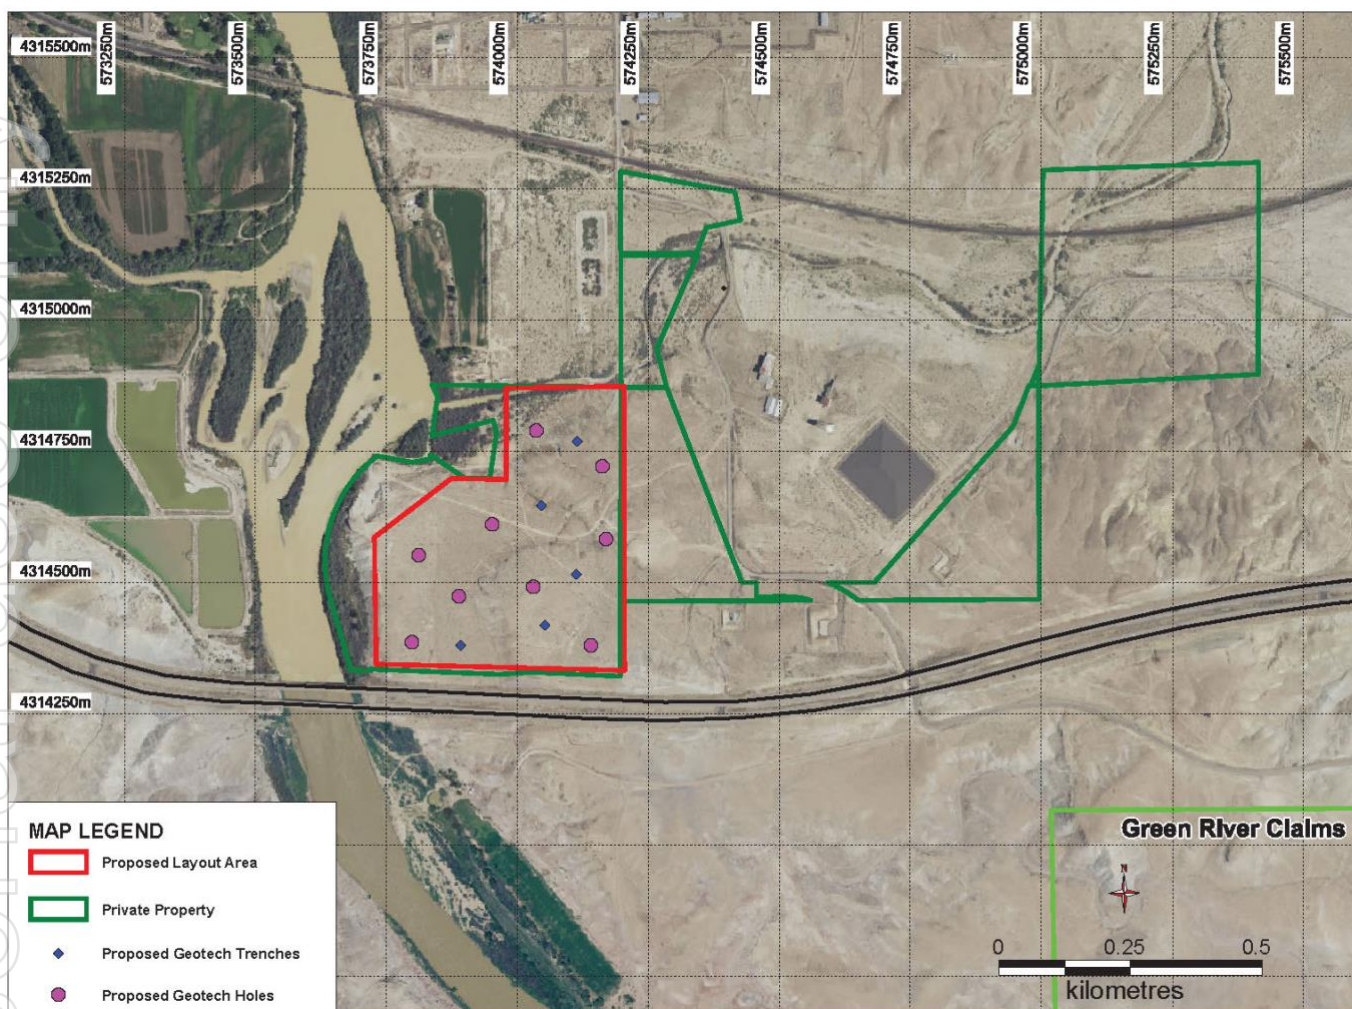 573250m
573500m
573750m
574000m
574250m
574500m
574750m
575000m
575250m
575500m
4315500m
4315250m
4315000m
4314750m
4314500m
4314250m
MAP LEGEND
Proposed Layout Area
Private Property
Proposed Geotech Trenches
Proposed Geotech Holes
Green River Claims
N
0 0.25 0.5
kilometres